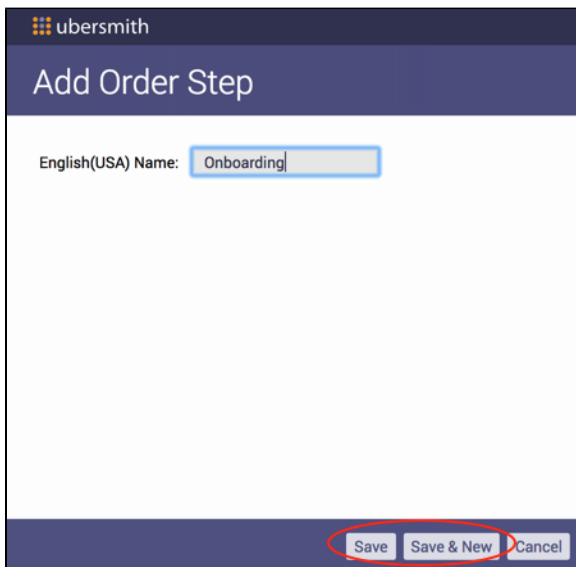 ubersmith
Add Order Step
English(USA) Name: Onboarding
Save Save & New Cancel